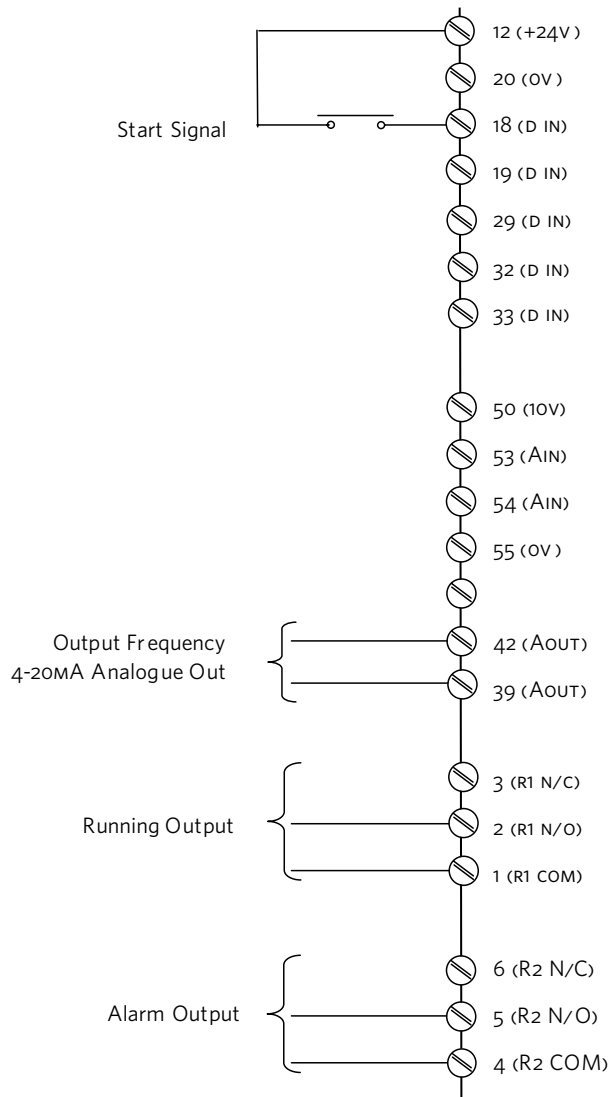 12 (+24V)
20 (0V)
Start Signal
18 (D IN)
19 (D IN)
29 (D IN)
32 (D IN)
33 (D IN)
50 (10V)
53 (AIN)
54 (AIN)
55 (0V)
Output Frequency
4-20MA Analogue Out
42 (AOUT)
39 (AOUT)
3 (R1 N/C)
Running Output
2 (R1 N/O)
1 (R1 COM)
6 (R2 N/C)
Alarm Output
5 (R2 N/O)
4 (R2 COM)